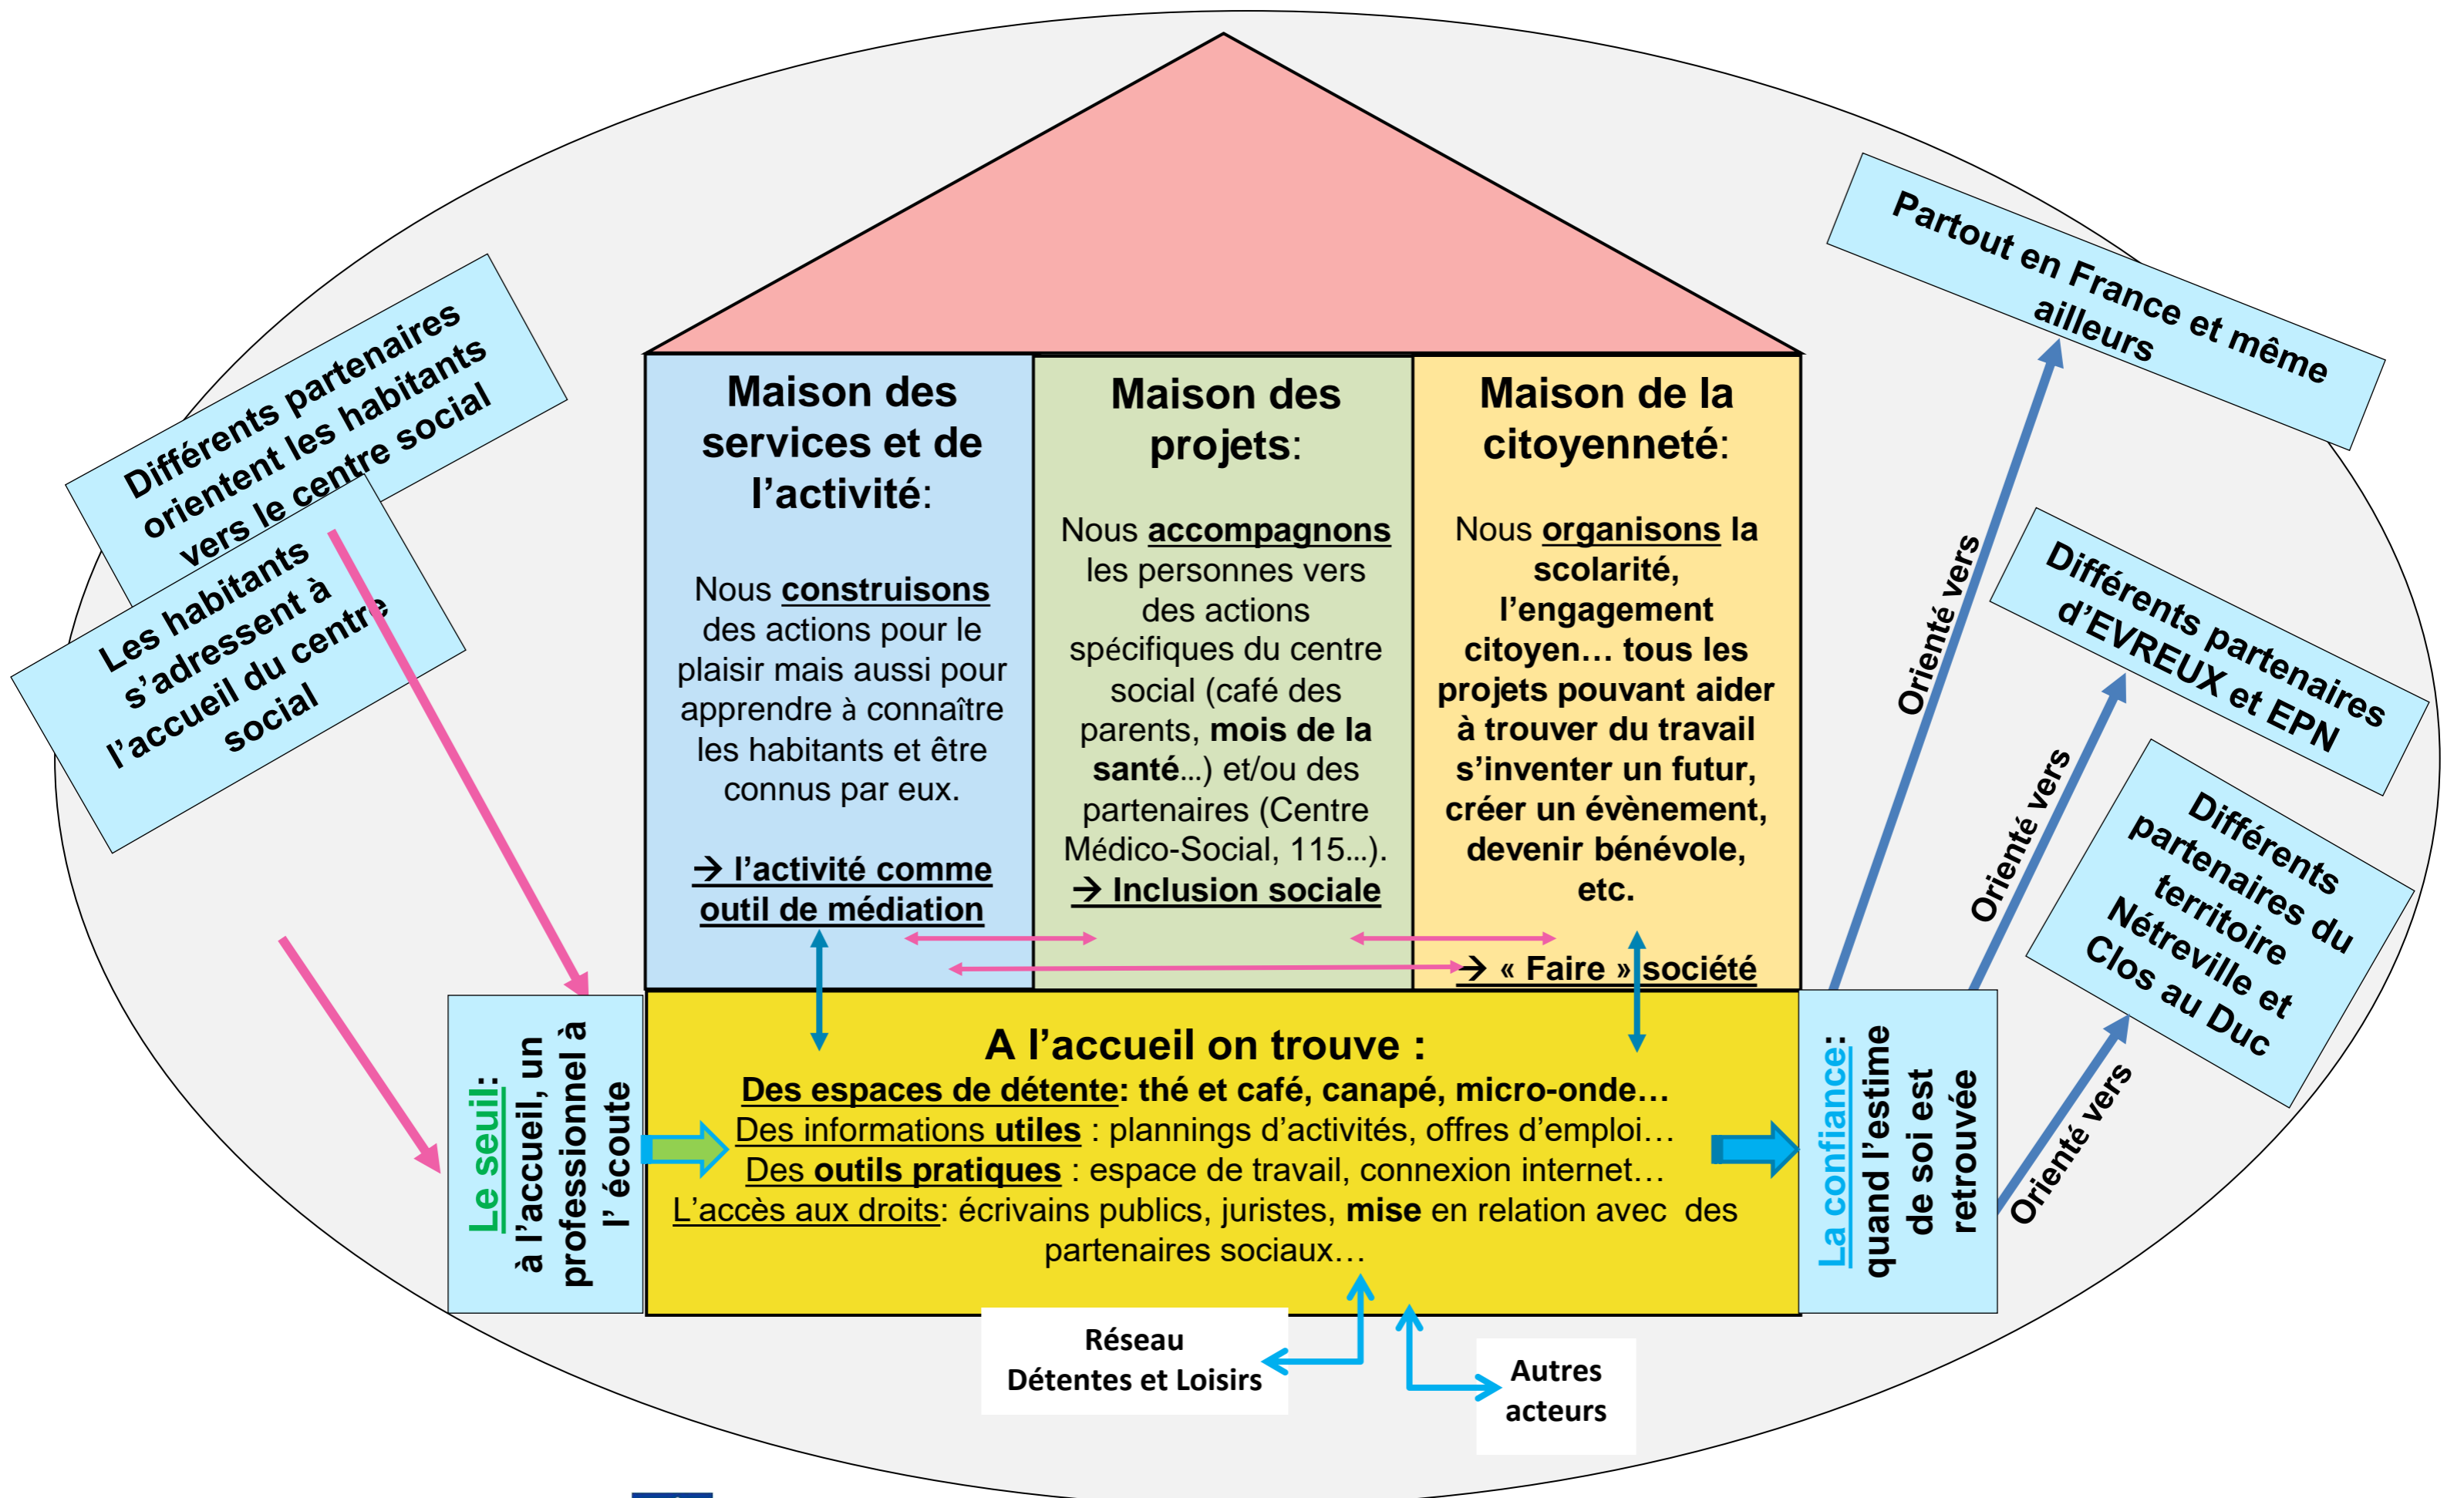 Différents partenaires
orientent les habitants
vers le centre social
Les habitants
s’adressent à
l’accueil du centre
social
Maison des
services et de
l’activité:
Nous construisons
des actions pour le
plaisir mais aussi pour
apprendre à connaître
les habitants et être
connus par eux.
→ l’activité comme
outil de médiation
Maison des
projets:
Nous accompagnons
les personnes vers
des actions
spécifiques du centre
social (café des
parents, mois de la
santé…) et/ou des
partenaires (Centre
Médico-Social, 115…).
→ Inclusion sociale
Maison de la
citoyenneté:
Nous organisons la
scolarité,
l’engagement
citoyen… tous les
projets pouvant aider
à trouver du travail
s’inventer un futur,
créer un évènement,
devenir bénévole,
etc.
→ « Faire » société
Partout en France et même
ailleurs
Orienté vers
Différents partenaires
d’EVREUX et EPN
Orienté vers
Différents
partenaires du
territoire
Nétreville et
Clos au Duc
Orienté vers
Le seuil:
à l’accueil, un
professionnel à
l’ écoute
A l’accueil on trouve :
Des espaces de détente: thé et café, canapé, micro-onde…
Des informations utiles : plannings d’activités, offres d’emploi…
Des outils pratiques : espace de travail, connexion internet…
L’accès aux droits: écrivains publics, juristes, mise en relation avec des
partenaires sociaux…
La confiance:
quand l’estime
de soi est
retrouvée
Réseau
Détentes et Loisirs
Autres
acteurs